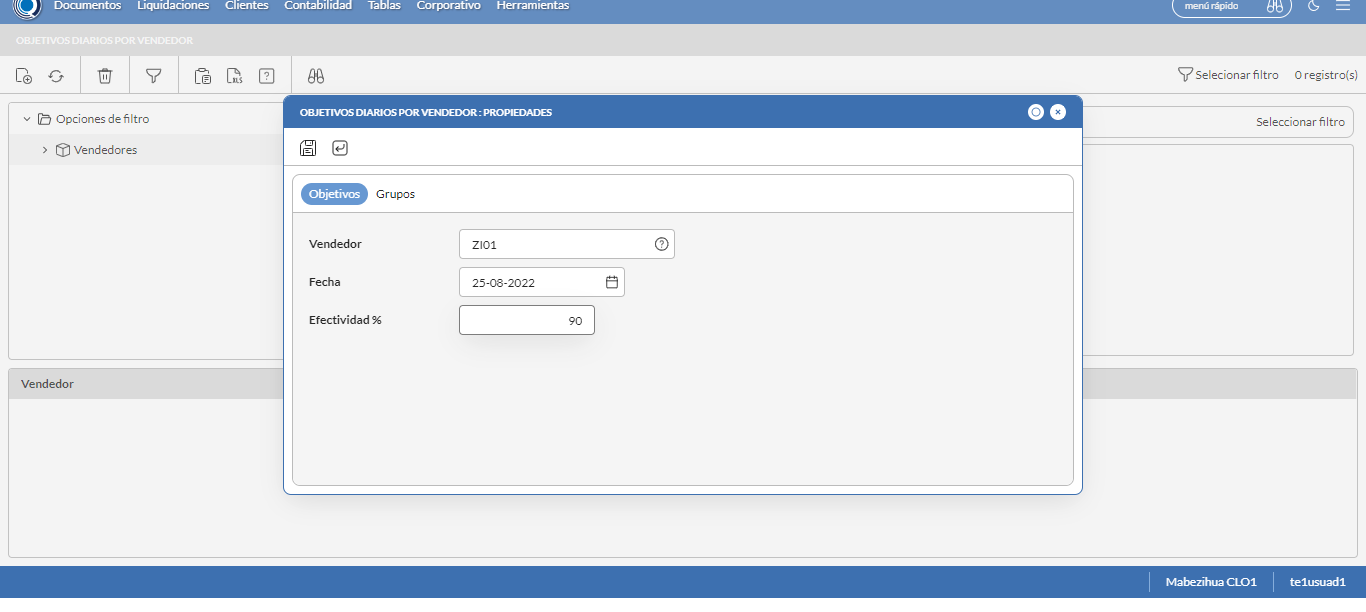 Documentos Liquidaciones Clientes Contabilidad Tablas Corporativo Herramientas menú rápido
OBJETIVOS DIARIOS POR VENDEDOR
XLS ? Selecionar filtro 0 registro(s)
OBJETIVOS DIARIOS POR VENDEDOR : PROPIEDADES
Opciones de filtro
Seleccionar filtro
Vendedores
Objetivos Grupos
Vendedor ZI01 ?
Fecha 25-08-2022
Efectividad % 90
Vendedor
Mabezihua CLO1 te1usuad1